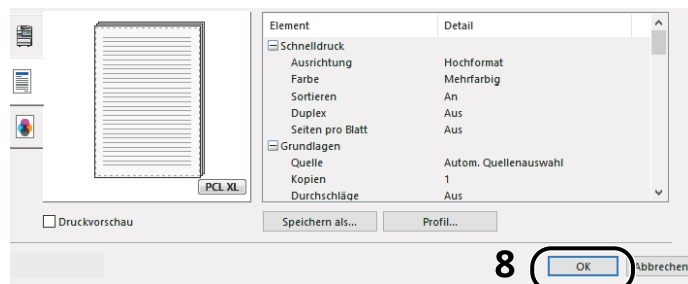 Element Detail
Schnelldruck
Ausrichtung Hochformat
Farbe Mehrfarbig
Sortieren An
Duplex Aus
Seiten pro Blatt Aus
Grundlagen
Quelle Autom. Quellenauswahl
Kopien 1
Durchschläge Aus
PCL XL
Druckvorschau Speichern als... Profil...
8 OK Abbrechen